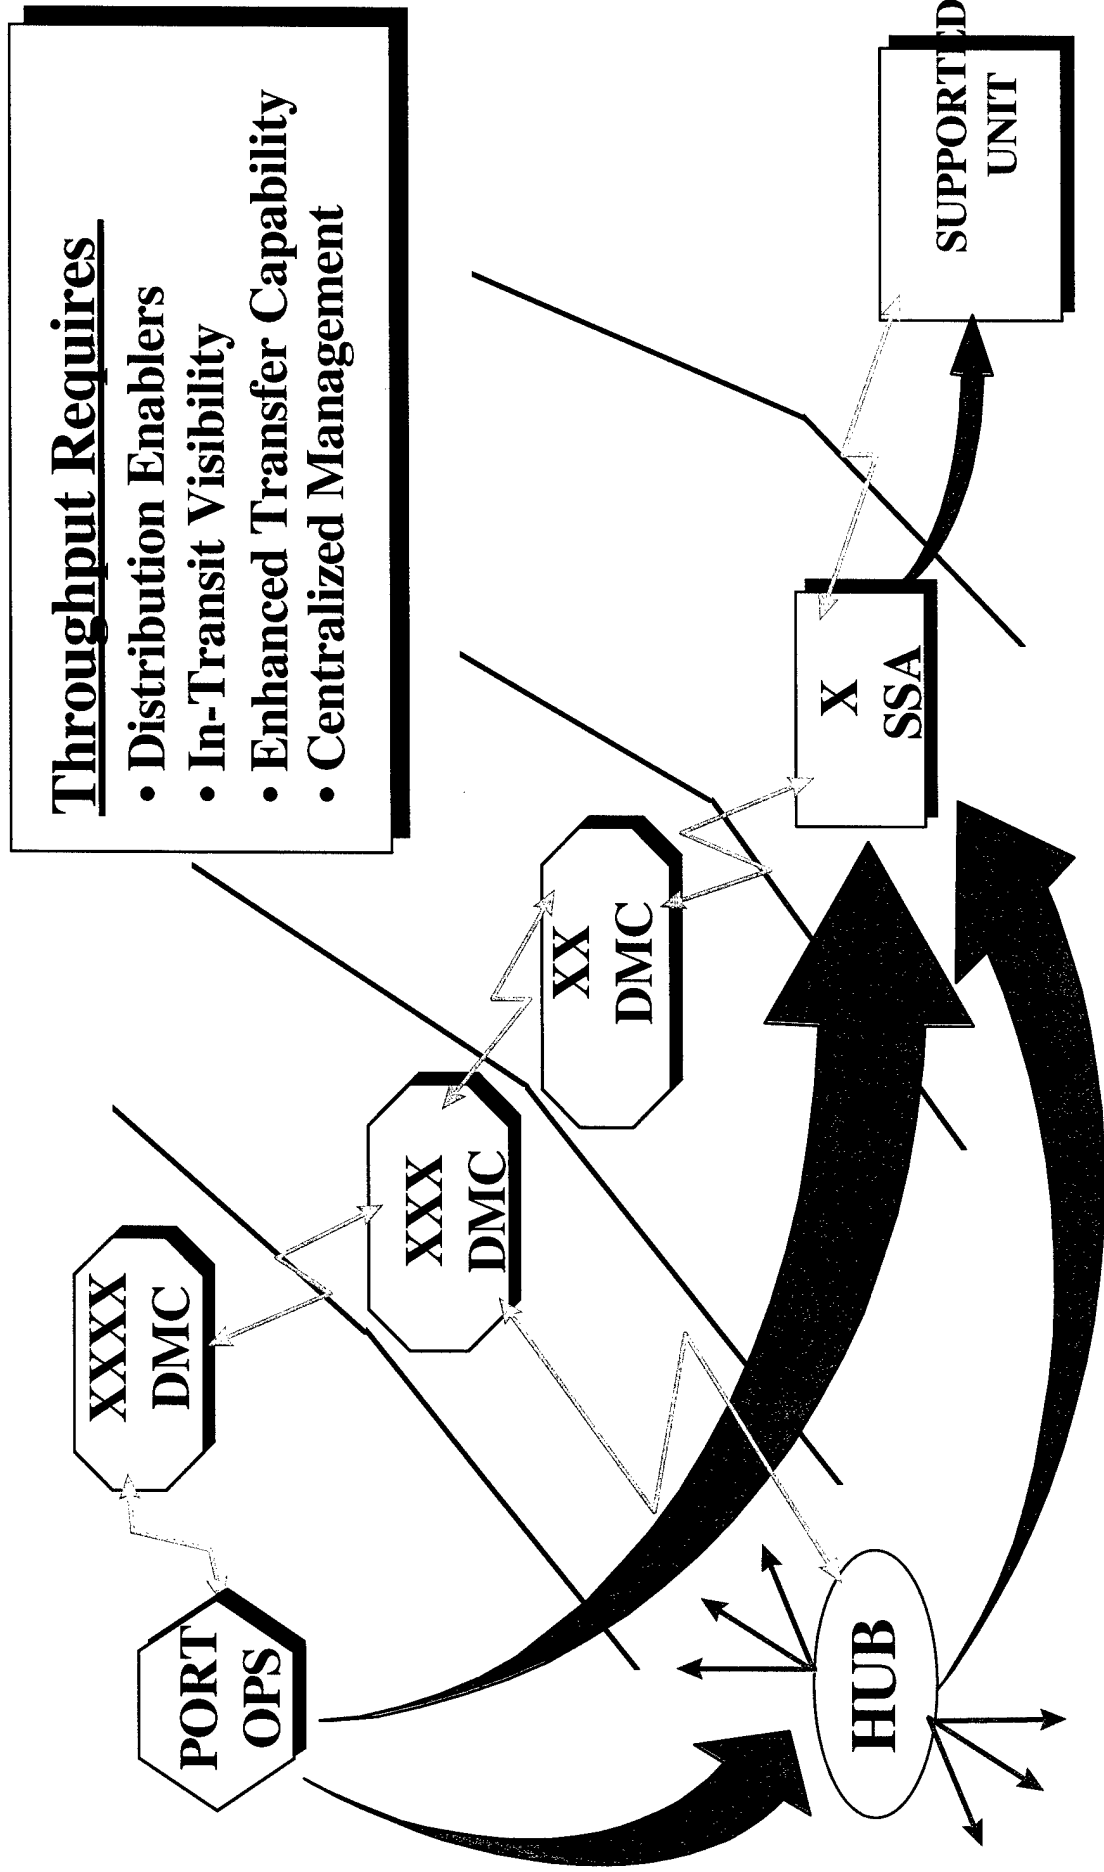 Throughput Requires
• Distribution Enablers
• In-Transit Visibility
• Enhanced Transfer Capability
• Centralized Management
PORT
OPS
XXXX
DMC
XXX
DMC
XX
DMC
X
SSA
SUPPORTED
UNIT
HUB